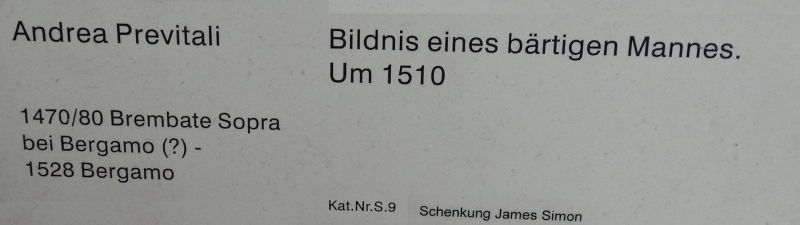 Andrea Previtali
1470/80 Brembate Sopra
bei Bergamo (?) -
1528 Bergamo
Bildnis eines bärtigen Mannes.
Um 1510
Kat.Nr.S.9
Schenkung James Simon